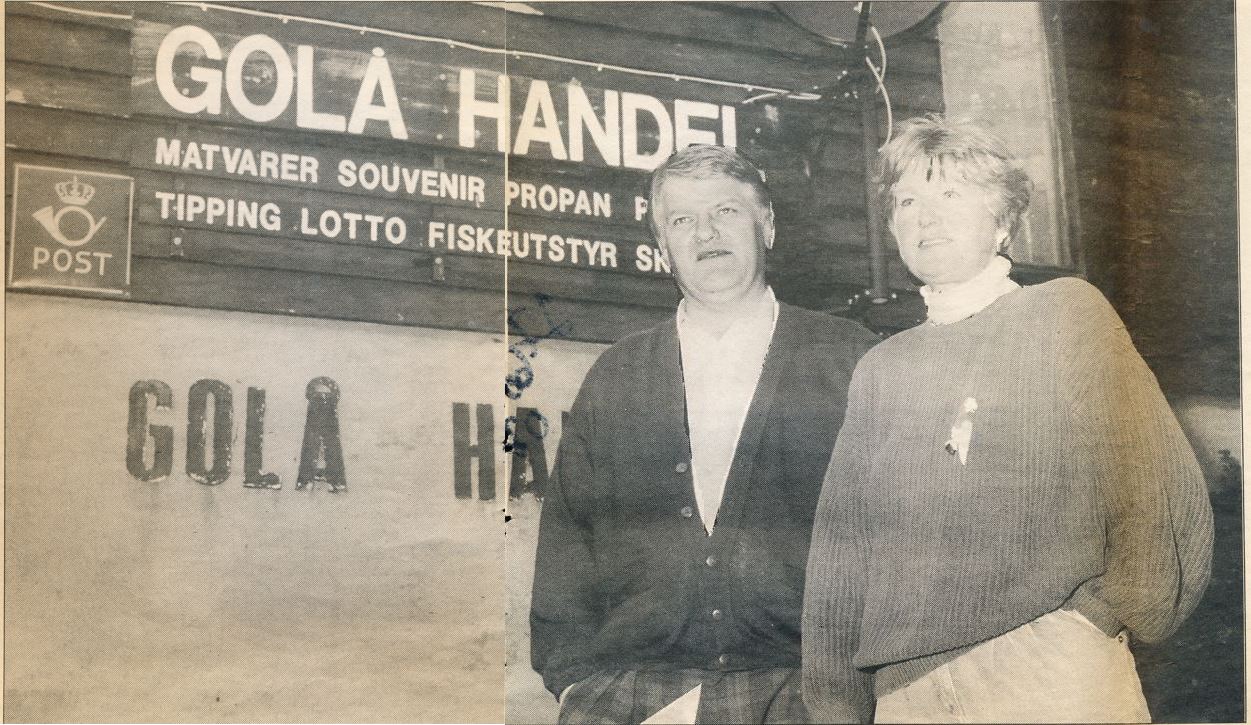 GOLÅ HANDEL
MATVARER SOUVENIR PROPAN
TIPPING LOTTO FISKEUTSTYR
POST
GOLÅ